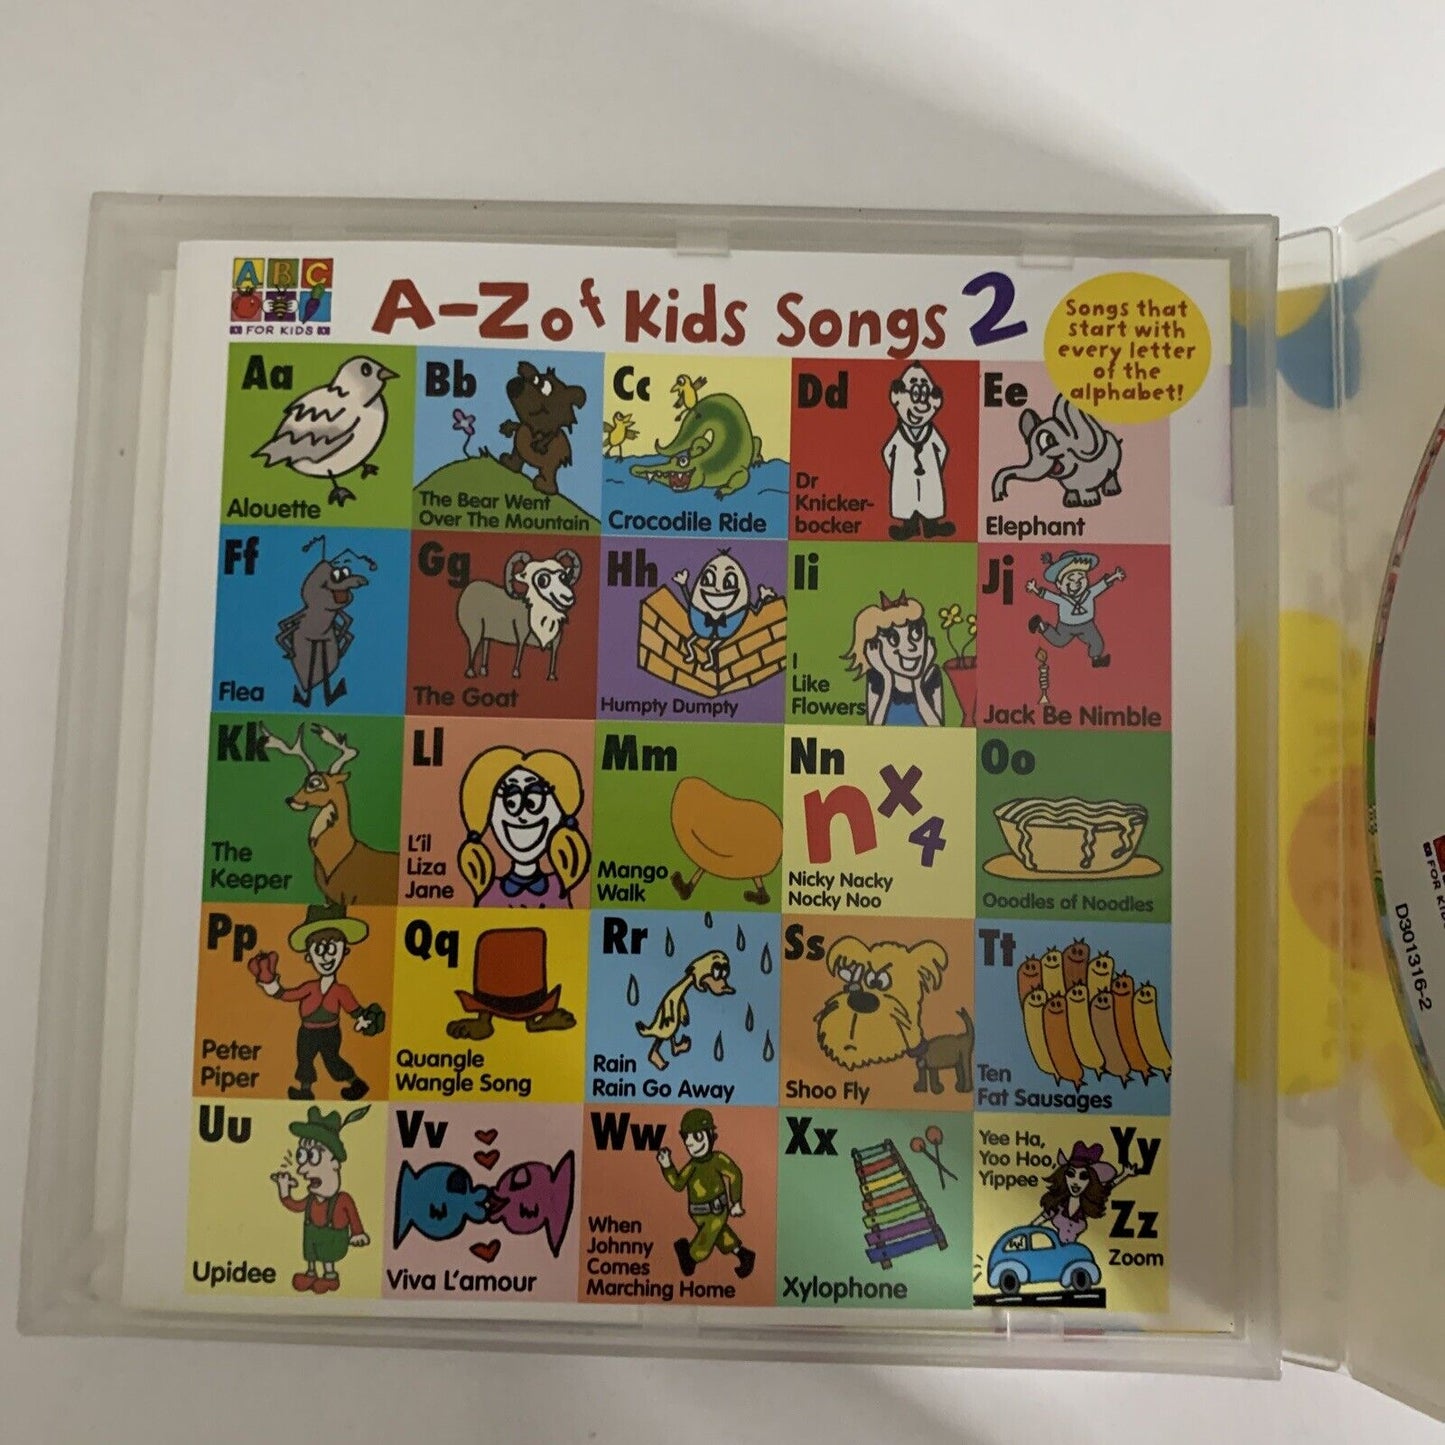 A B C
FOR KIDS
A-Z of Kids Songs 2
Songs that
start with
every letter
of the
alphabet!
Aa
Alouette
Bb
The Bear Went
Over The Mountain
Cc
Crocodile Ride
Dd
Dr
Knicker-
bocker
Ee
Elephant
Ff
Flea
Gg
The Goat
Hh
Humpty Dumpty
Ii
I
Like
Flowers
Jj
Jack Be Nimble
Kk
The
Keeper
Ll
L'il
Liza
Jane
Mm
Mango
Walk
Nn
n x 4
Nicky Nacky
Nocky Noo
Oo
Ooodles of Noodles
Pp
Peter
Piper
Qq
Quangle
Wangle Song
Rr
Rain
Rain Go Away
Ss
Shoo Fly
Tt
Ten
Fat Sausages
Uu
Upidee
Vv
Viva L'amour
Ww
When
Johnny
Comes
Marching Home
Xx
Xylophone
Yee Ha,
Yoo Hoo,
Yippee
Yy
Zz
Zoom
D301316-2